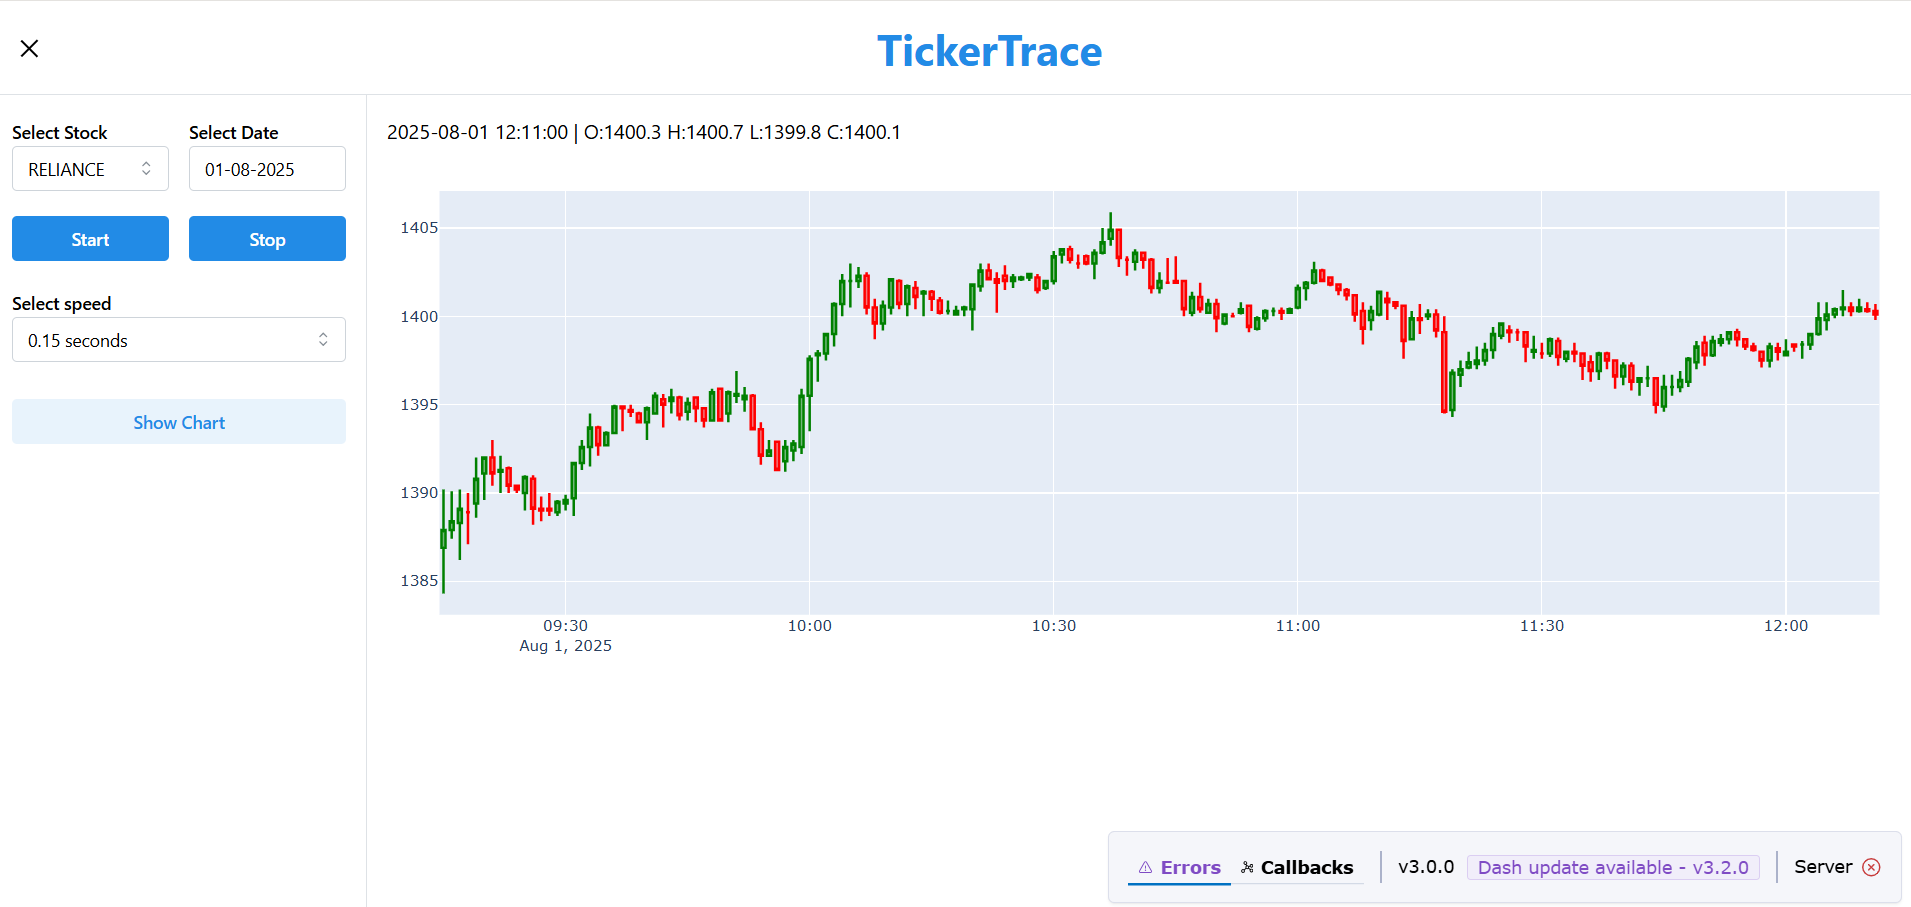 TickerTrace
Select Stock
Select Date
RELIANCE
01-08-2025
Start
Stop
Select speed
0.15 seconds
Show Chart
2025-08-01 12:11:00 | O:1400.3 H:1400.7 L:1399.8 C:1400.1
1405
1400
1395
1390
1385
09:30
10:00
10:30
11:00
11:30
12:00
Aug 1, 2025
Errors
Callbacks
v3.0.0
Dash update available - v3.2.0
Server